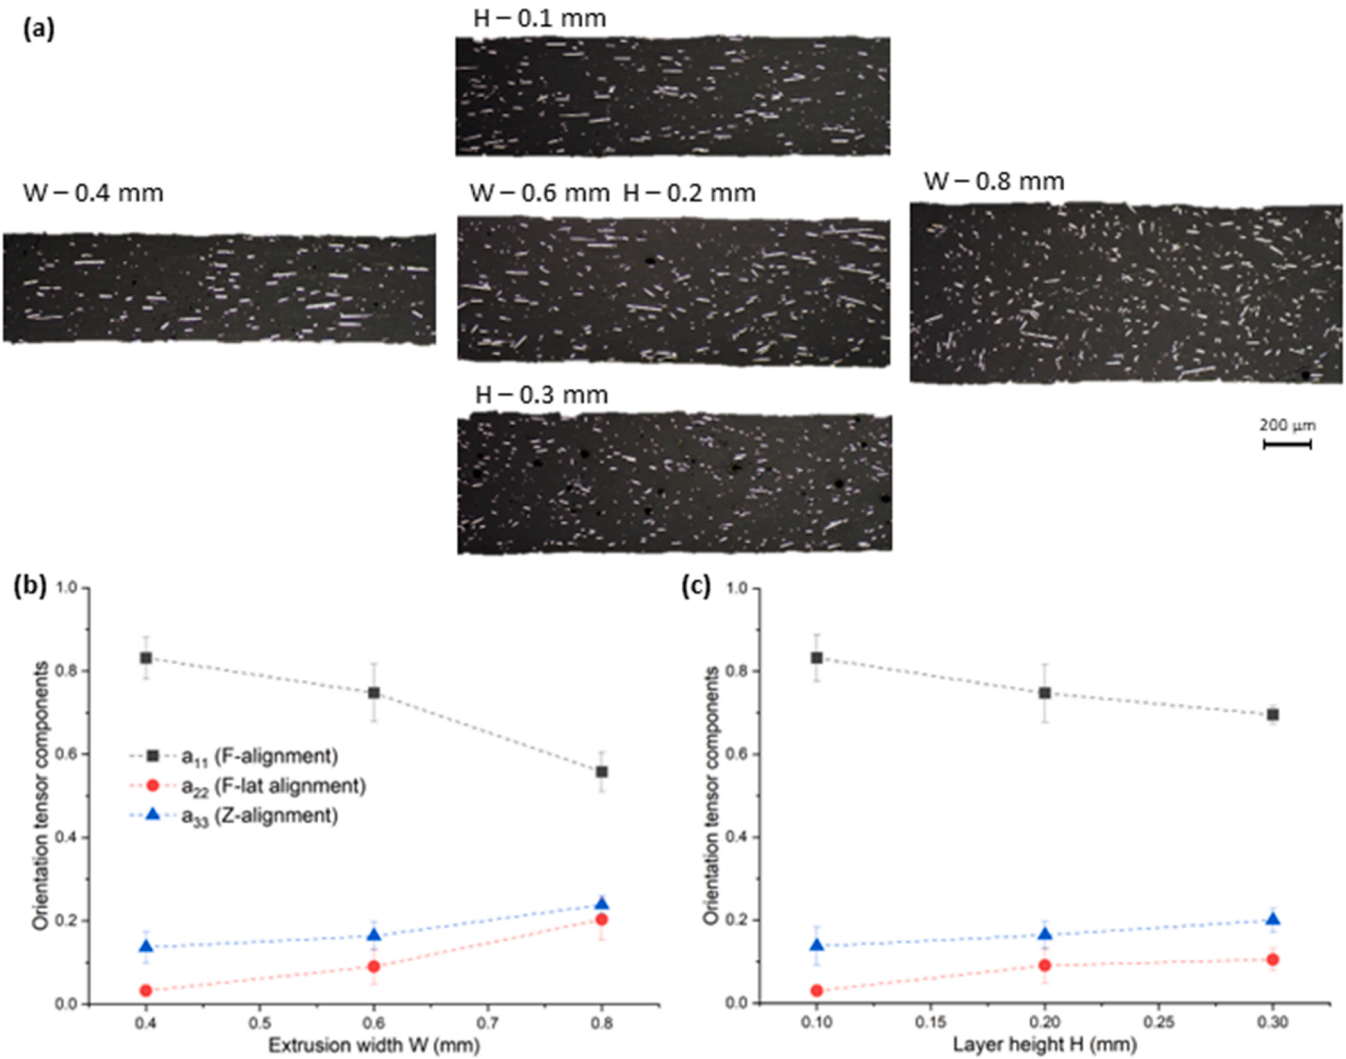 (a)
H – 0.1 mm
W – 0.4 mm
W – 0.6 mm H – 0.2 mm
W – 0.8 mm
H – 0.3 mm
200 µm
(b)
1.0
0.8
0.6
0.4
0.2
0.0
Orientation tensor components
a11 (F-alignment)
a22 (F-lat alignment)
a33 (Z-alignment)
0.4
0.5
0.6
0.7
0.8
Extrusion width W (mm)
(c)
1.0
0.8
0.6
0.4
0.2
0.0
Orientation tensor components
0.10
0.15
0.20
0.25
0.30
Layer height H (mm)